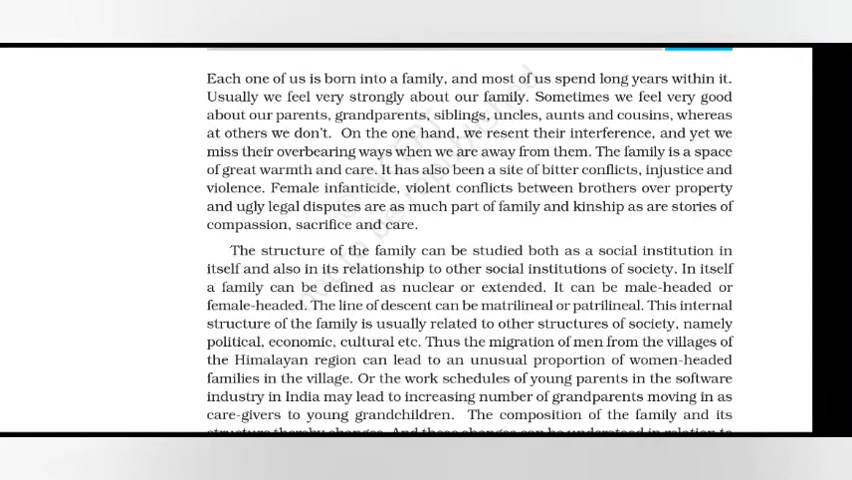 Each one of us is born into a family, and most of us spend long years within it.
Usually we feel very strongly about our family. Sometimes we feel very good
about our parents, grandparents, siblings, uncles, aunts and cousins, whereas
at others we don't. On the one hand, we resent their interference, and yet we
miss their overbearing ways when we are away from them. The family is a space
of great warmth and care. It has also been a site of bitter conflicts, injustice and
violence. Female infanticide, violent conflicts between brothers over property
and ugly legal disputes are as much part of family and kinship as are stories of
compassion, sacrifice and care.
The structure of the family can be studied both as a social institution in
itself and also in its relationship to other social institutions of society. In itself
a family can be defined as nuclear or extended. It can be male-headed or
female-headed. The line of descent can be matrilineal or patrilineal. This internal
structure of the family is usually related to other structures of society, namely
political, economic, cultural etc. Thus the migration of men from the villages of
the Himalayan region can lead to an unusual proportion of women-headed
families in the village. Or the work schedules of young parents in the software
industry in India may lead to increasing number of grandparents moving in as
care-givers to young grandchildren. The composition of the family and its
structure thereby changes. And these changes can be understood in relation to